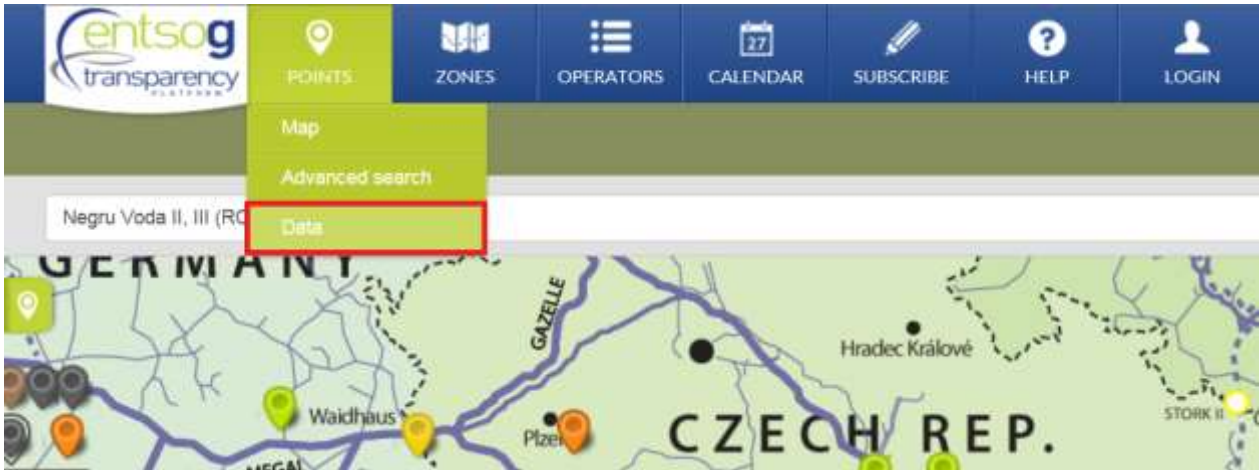 entsog
transparency
PLATFORM
POINTS
ZONES
OPERATORS
27
CALENDAR
SUBSCRIBE
?
HELP
LOGIN
Map
Advanced search
Data
Negru Voda II, III (RO
GERMANY
GAZELLE
Hradec Králové
Waidhaus
CZECH REP.
STORK II
MEGAL